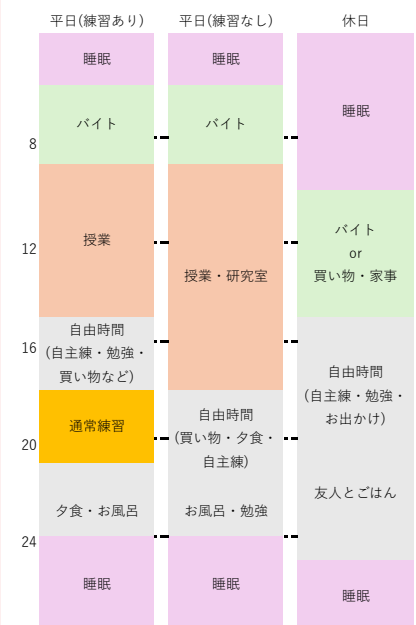 平日(練習あり)
平日(練習なし)
休日
睡眠
睡眠
睡眠
バイト
バイト
8
授業
授業・研究室
バイト
or
買い物・家事
12
自由時間
(自主練・勉強・
買い物など)
16
自由時間
(自主練・勉強・
お出かけ)
通常練習
自由時間
(買い物・夕食・
自主練)
20
夕食・お風呂
お風呂・勉強
友人とごはん
24
睡眠
睡眠
睡眠